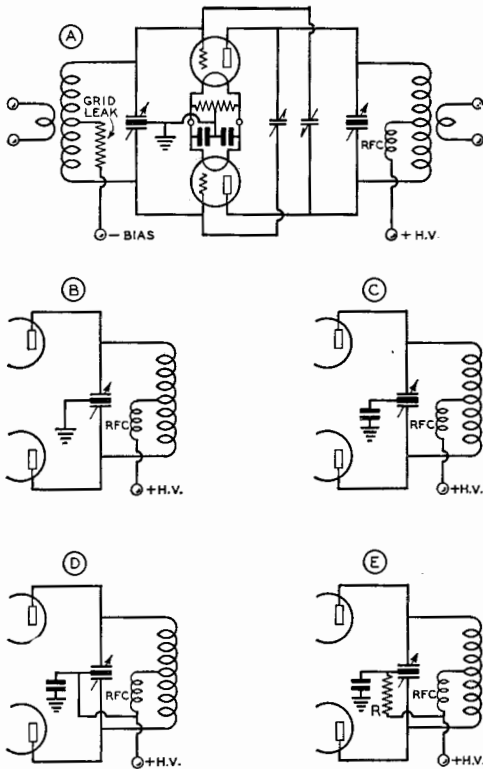 A
GRID
LEAK
RFC
- BIAS
+ H.V.
B
C
RFC
RFC
+H.V.
+H.V.
D
E
RFC
R
RFC
+H.V.
+H.V.